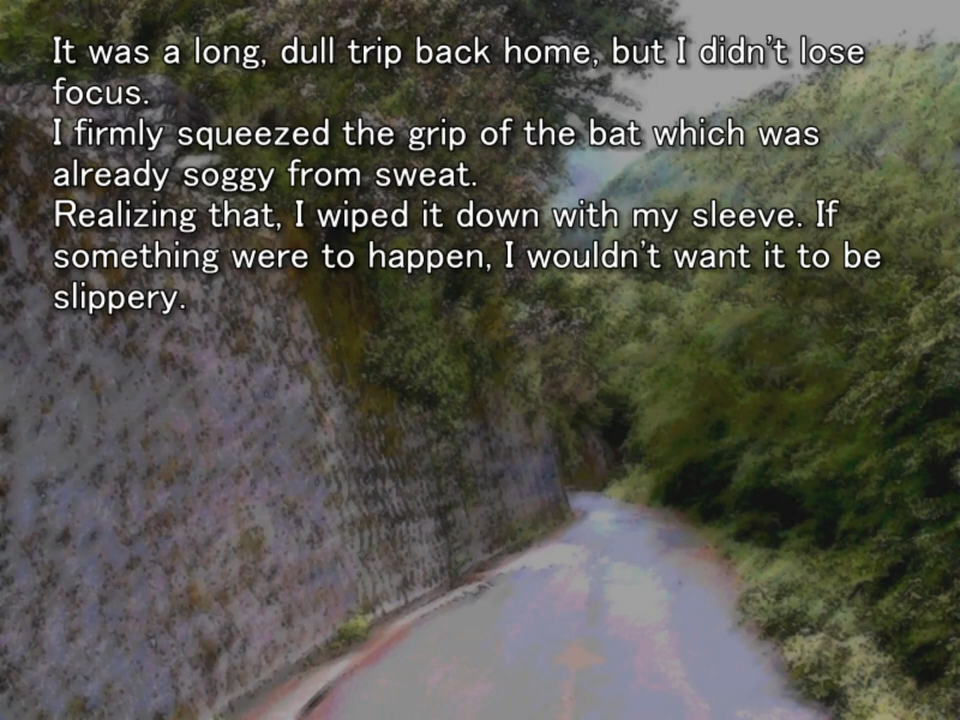 It was a long, dull trip back home, but I didn't lose
focus.
I firmly squeezed the grip of the bat which was
already soggy from sweat.
Realizing that, I wiped it down with my sleeve. If
something were to happen, I wouldn't want it to be
slippery.